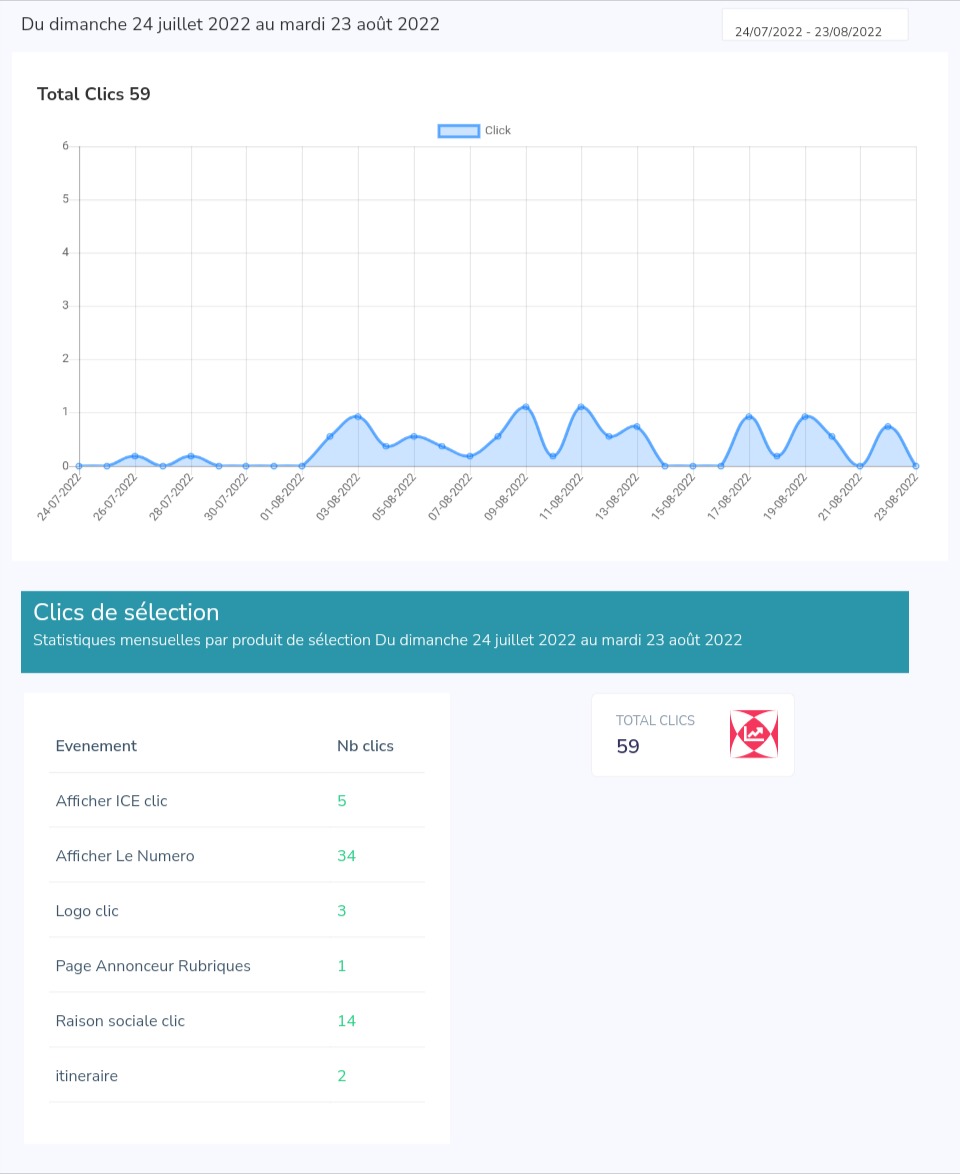 Du dimanche 24 juillet 2022 au mardi 23 août 2022
24/07/2022 - 23/08/2022
Total Clics 59
Click
6
5
4
3
2
1
0
24-07-2022
26-07-2022
28-07-2022
30-07-2022
01-08-2022
03-08-2022
05-08-2022
07-08-2022
09-08-2022
11-08-2022
13-08-2022
15-08-2022
17-08-2022
19-08-2022
21-08-2022
23-08-2022
Clics de sélection
Statistiques mensuelles par produit de sélection Du dimanche 24 juillet 2022 au mardi 23 août 2022
TOTAL CLICS
59
Evenement Nb clics
Afficher ICE clic 5
Afficher Le Numero 34
Logo clic 3
Page Annonceur Rubriques 1
Raison sociale clic 14
itineraire 2